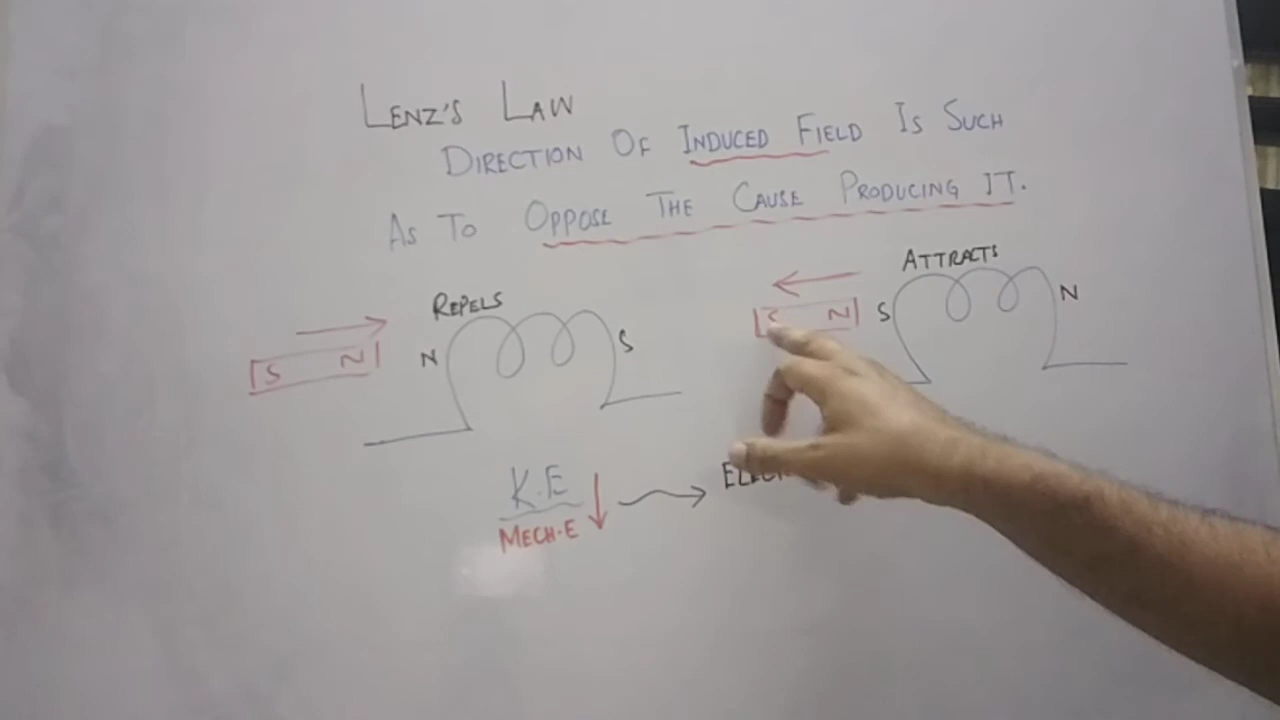 LENZ'S LAW
DIRECTION OF INDUCED FIELD IS SUCH
AS TO OPPOSE THE CAUSE PRODUCING IT.
REPELS
ATTRACTS
S N
N
S
S N
S
N
K.E
MECH.E